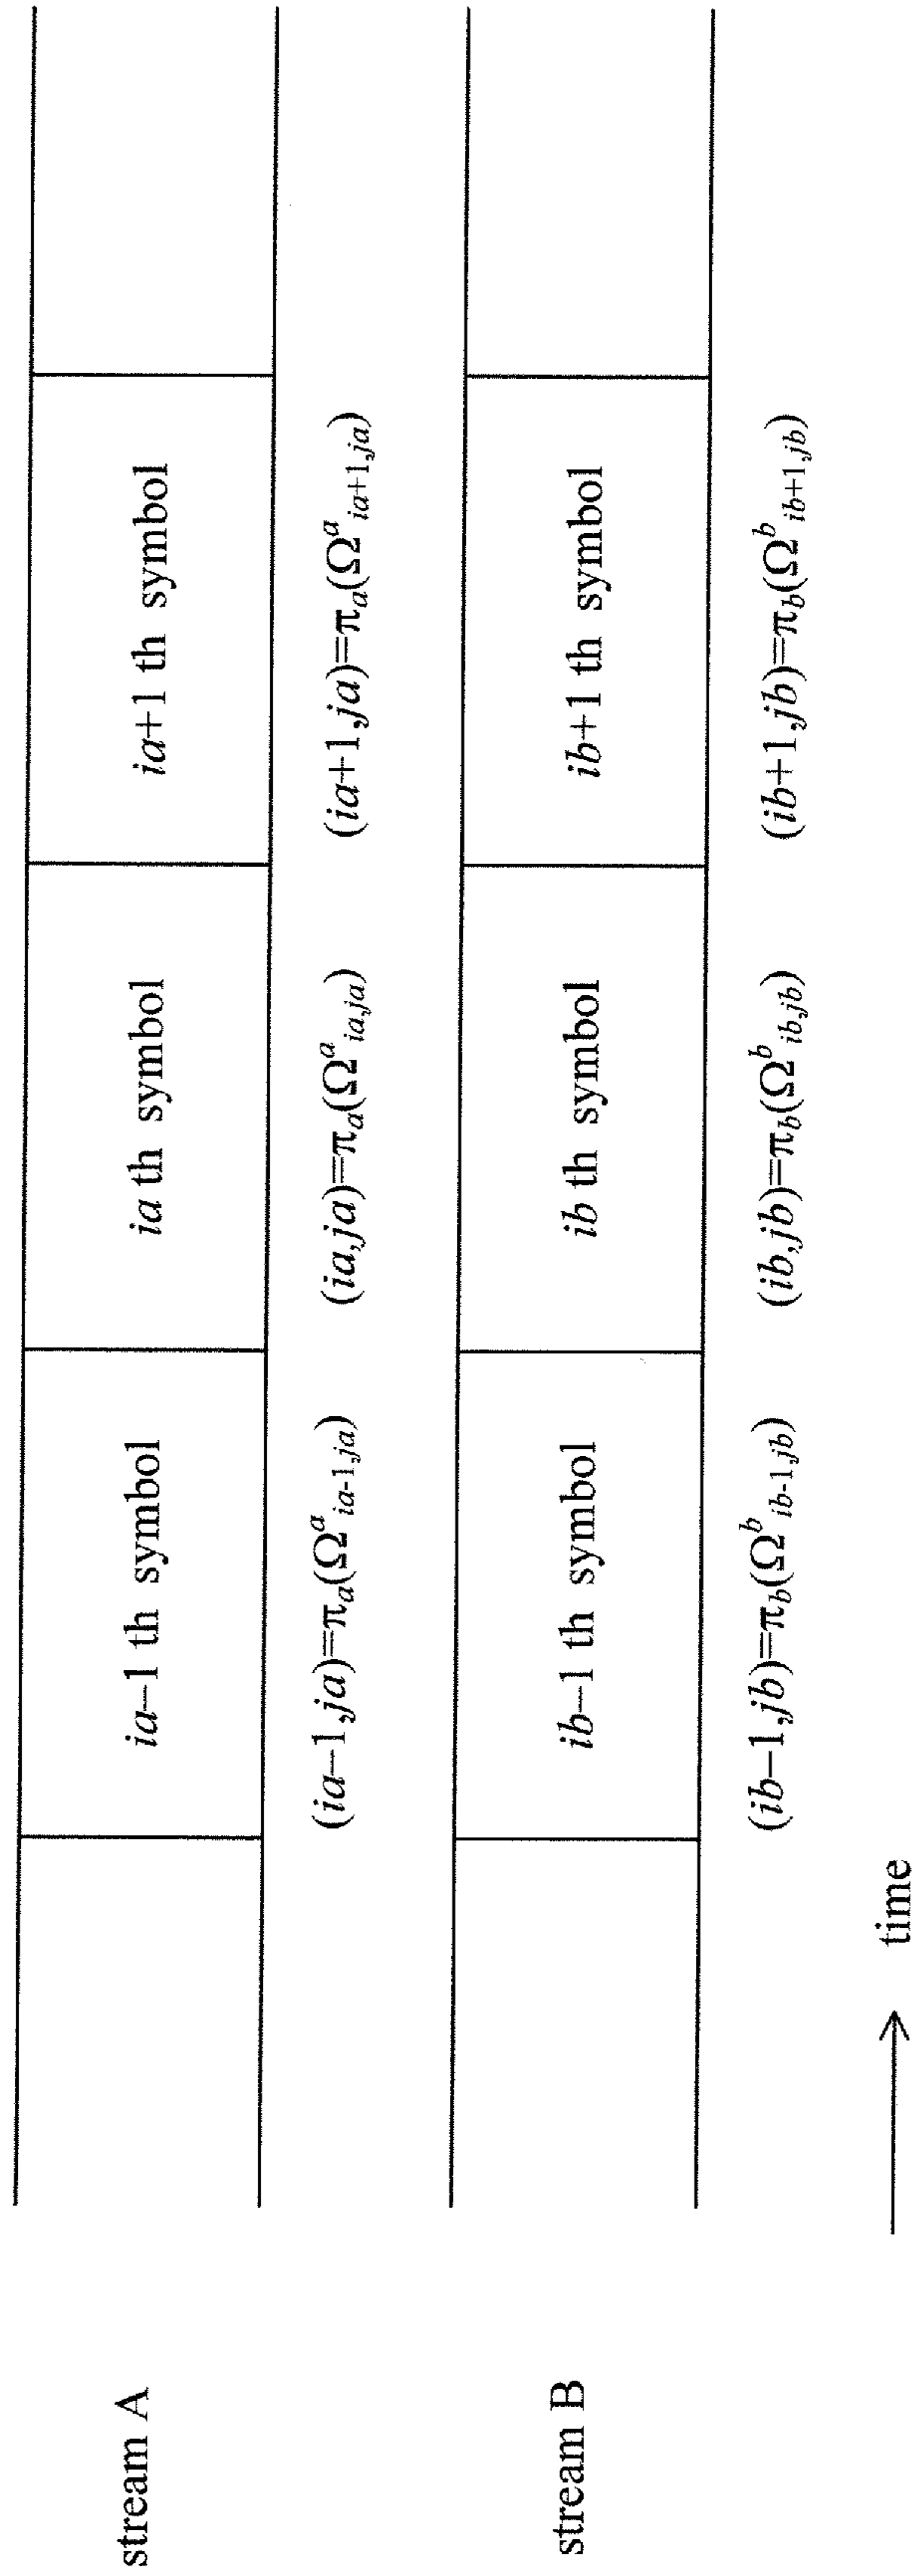 stream A
ia−1 th symbol
ia th symbol
ia+1 th symbol
(ia−1,ja)=πa(Ωᵃia-1,ja)
(ia,ja)=πa(Ωᵃia,ja)
(ia+1,ja)=πa(Ωᵃia+1,ja)
stream B
ib−1 th symbol
ib th symbol
ib+1 th symbol
(ib−1,jb)=πb(Ωᵇib-1,jb)
(ib,jb)=πb(Ωᵇib,jb)
(ib+1,jb)=πb(Ωᵇib+1,jb)
time